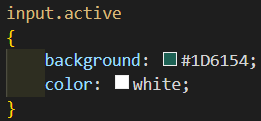 input.active
{
background: #1D6154;
color: white;
}